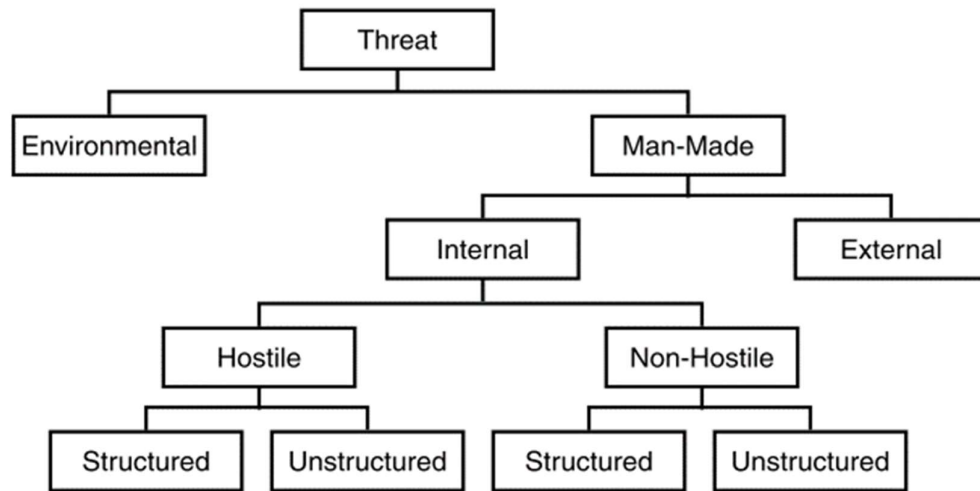 Threat
Environmental
Man-Made
Internal
External
Hostile
Non-Hostile
Structured
Unstructured
Structured
Unstructured